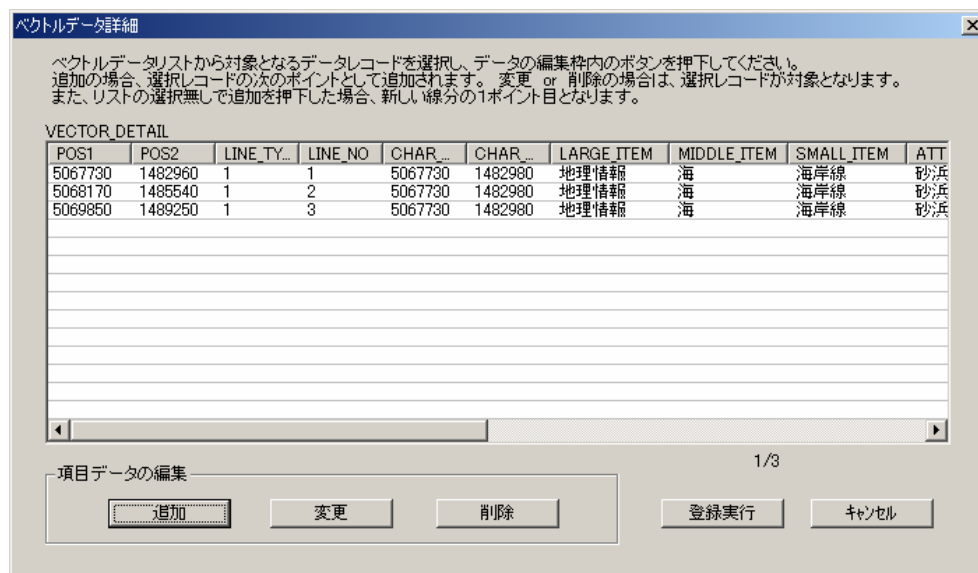 ベクトルデータ詳細
ベクトルデータリストから対象となるデータレコードを選択し、データの編集枠内のボタンを押下してください。
追加の場合、選択レコードの次のポイントとして追加されます。 変更 or 削除の場合は、選択レコードが対象となります。
また、リストの選択無しで追加を押下した場合、新しい線分の1ポイント目となります。
VECTOR_DETAIL
POS1 POS2 LINE_TY... LINE_NO CHAR_... CHAR_... LARGE_ITEM MIDDLE_ITEM SMALL_ITEM ATT
5067730 1482960 1 1 5067730 1482980 地理情報 海 海岸線 砂浜
5068170 1485540 1 2 5067730 1482980 地理情報 海 海岸線 砂浜
5069850 1489250 1 3 5067730 1482980 地理情報 海 海岸線 砂浜
1/3
項目データの編集
追加 変更 削除 登録実行 キャンセル